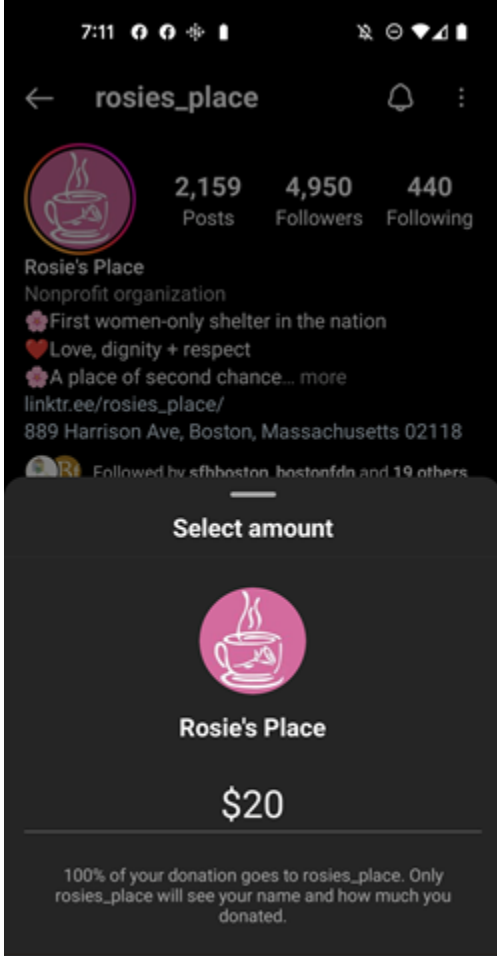 7:11
rosies_place
2,159 4,950 440
Posts Followers Following
Rosie's Place
Nonprofit organization
🌸First women-only shelter in the nation
❤️Love, dignity + respect
🌸A place of second chance... more
linktr.ee/rosies_place/
889 Harrison Ave, Boston, Massachusetts 02118
Followed by sfhboston, bostonfdn and 19 others
Select amount
Rosie's Place
$20
100% of your donation goes to rosies_place. Only
rosies_place will see your name and how much you
donated.